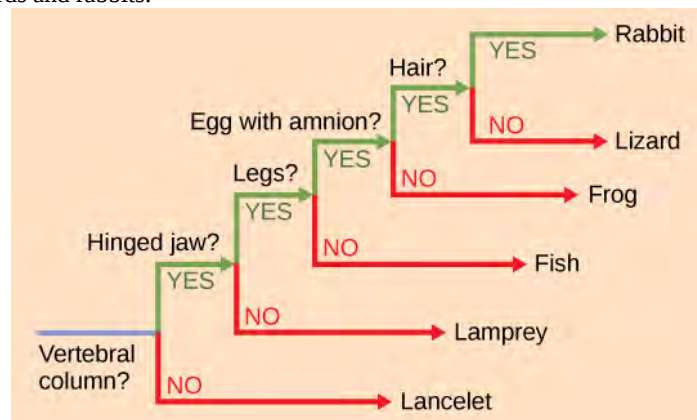 Rabbit
YES
Hair?
YES
NO
Lizard
Egg with amnion?
YES
NO
Frog
Legs?
YES
NO
Fish
Hinged jaw?
YES
NO
Lamprey
Vertebral
column?
NO
Lancelet